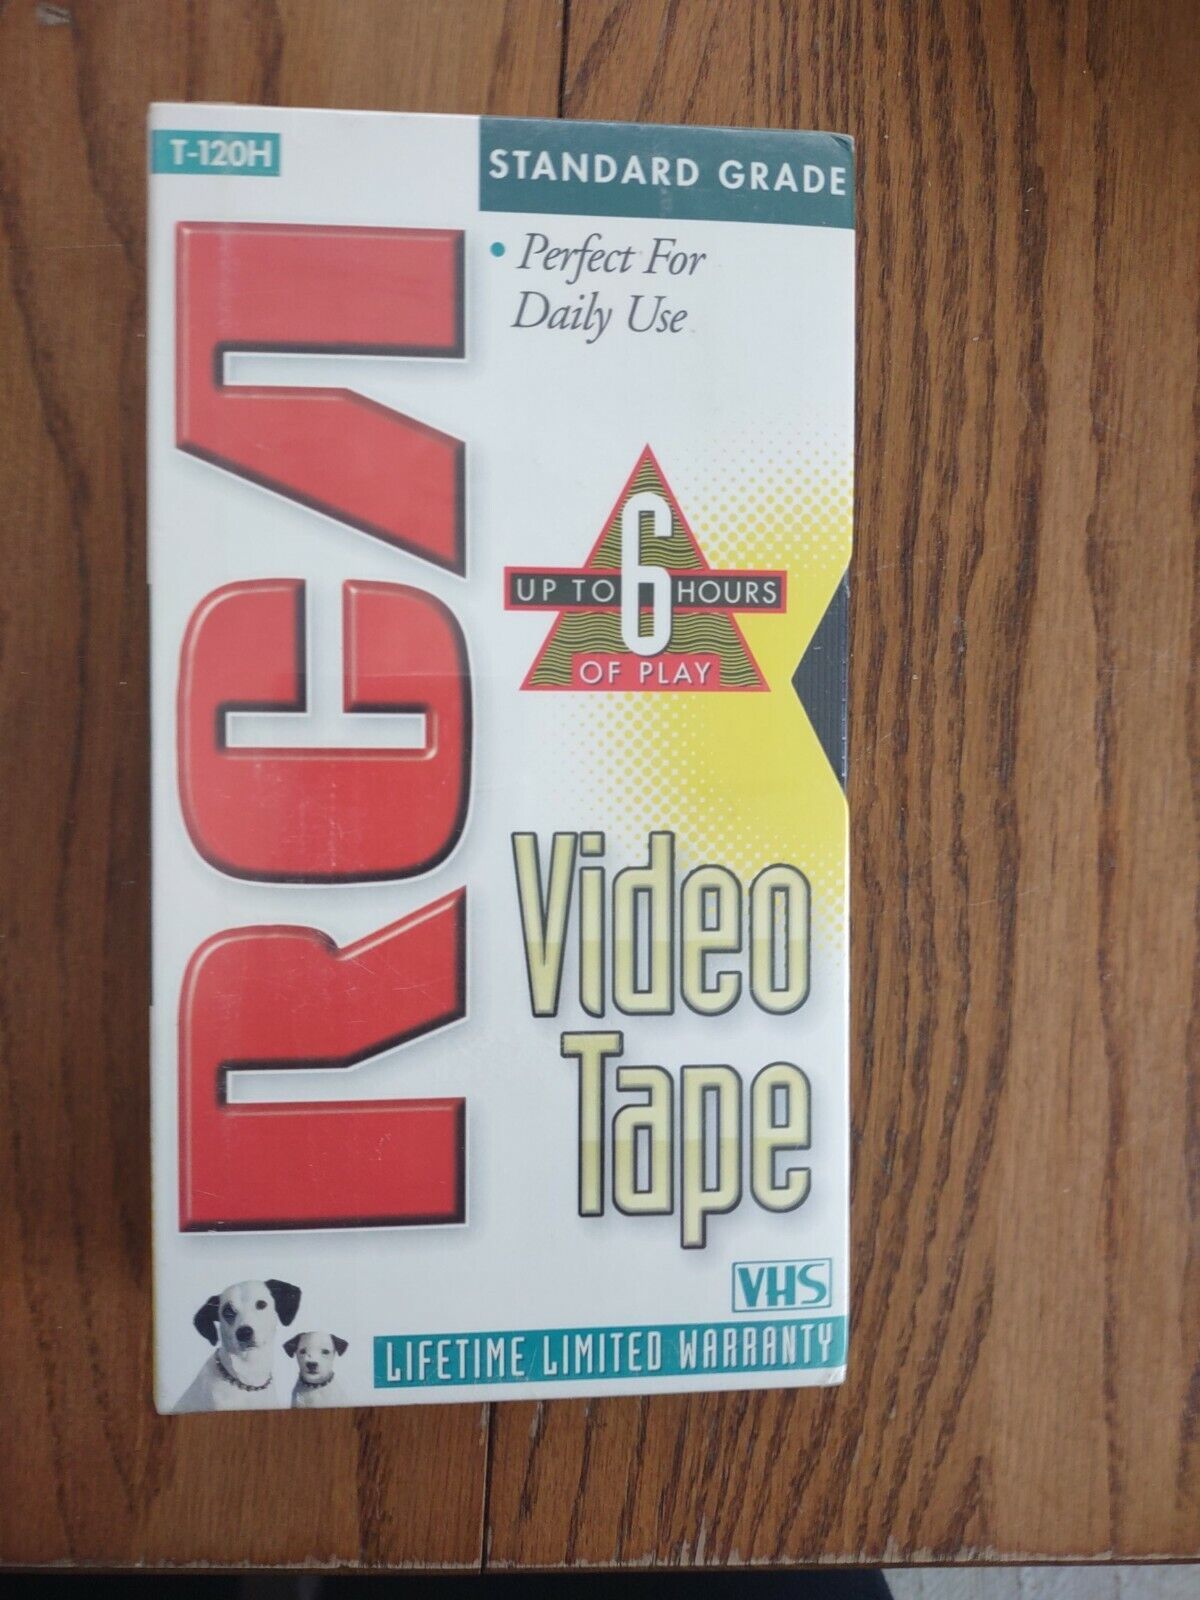 T-120H
STANDARD GRADE
• Perfect For
Daily Use
RCA
6
UP TO HOURS
OF PLAY
Video
Tape
VHS
LIFETIME LIMITED WARRANTY